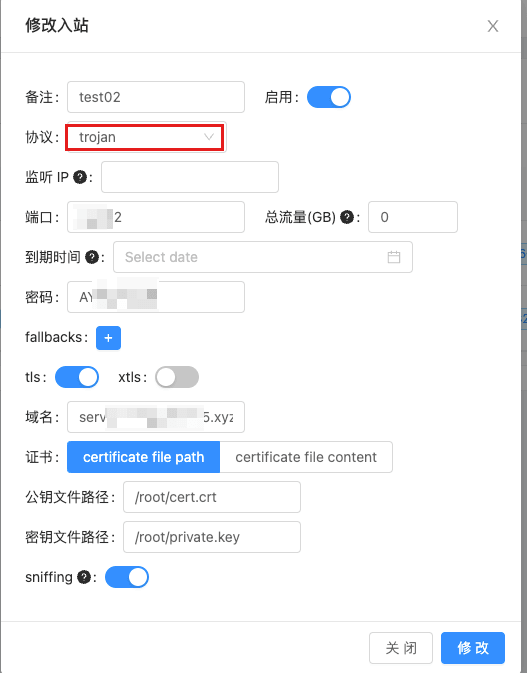 修改入站
备注: test02 启用:
协议: trojan
监听 IP ?:
端口: 2 总流量(GB) ?: 0
到期时间 ?: Select date
密码: AY
fallbacks: +
tls: xtls:
域名: serv 5.xyz
证书: certificate file path certificate file content
公钥文件路径: /root/cert.crt
密钥文件路径: /root/private.key
sniffing ?:
关 闭 修 改